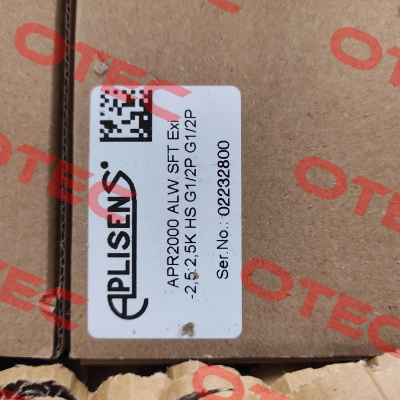 APLISENS
APR2000 ALW SFT Exi
-2,5:2,5K HS G1/2P G1/2P
Ser.No.: 02232800
OTEC
OTEC
OTEC
OTEC
OTEC